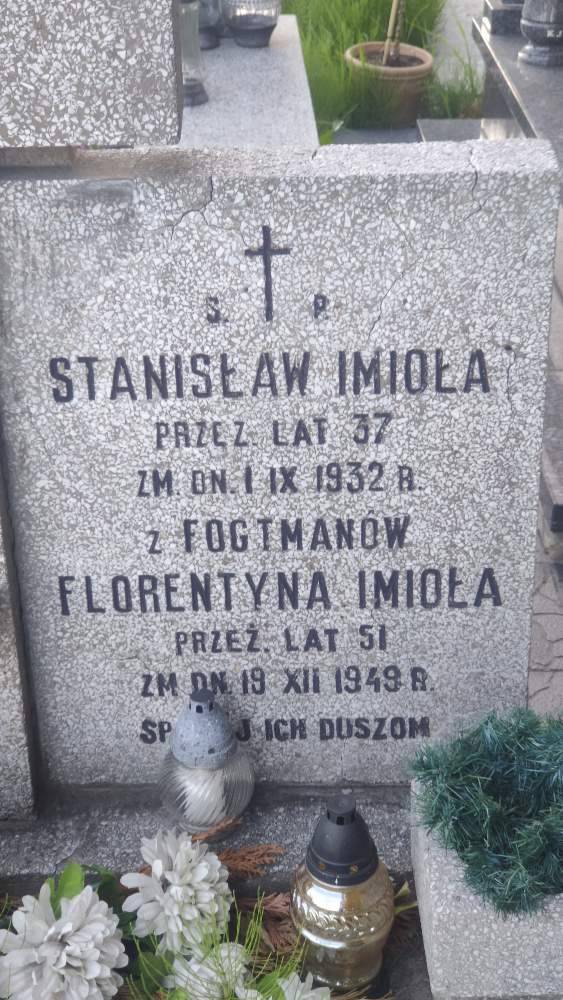 Ś. P.
STANISŁAW IMIOŁA
PRZEŻ. LAT 37
ZM. DN. 1 IX 1932 R.
z FOGTMANÓW
FLORENTYNA IMIOŁA
PRZEŻ. LAT 51
ZM. DN. 19 XII 1949 R.
ICH DUSZOM